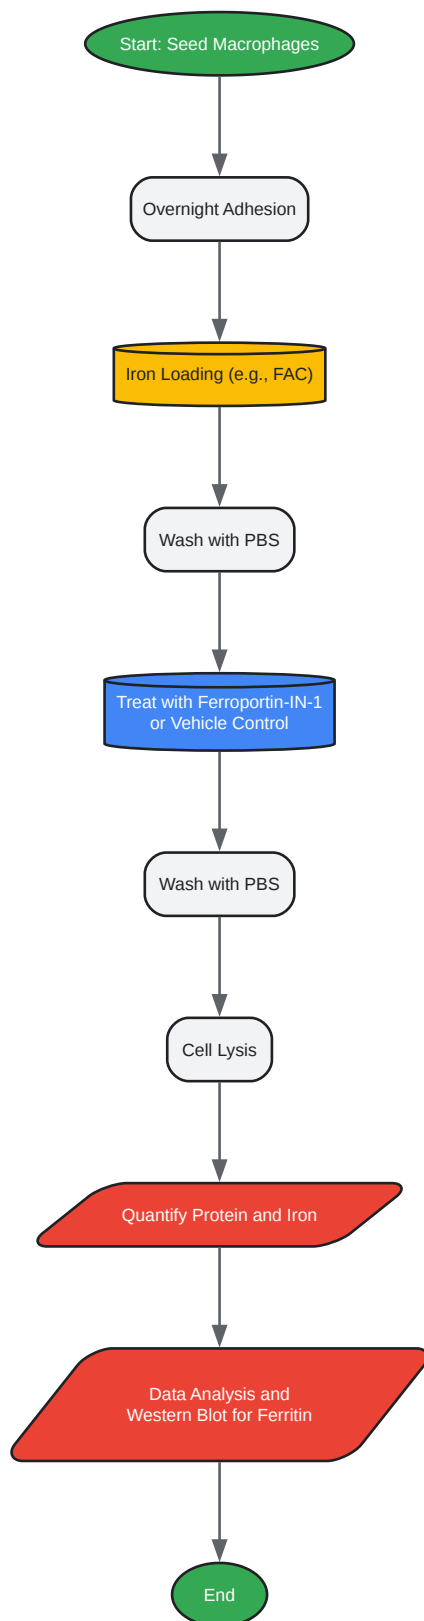 Start: Seed Macrophages
Overnight Adhesion
Iron Loading (e.g., FAC)
Wash with PBS
Treat with Ferroportin-IN-1
or Vehicle Control
Wash with PBS
Cell Lysis
Quantify Protein and Iron
Data Analysis and
Western Blot for Ferritin
End